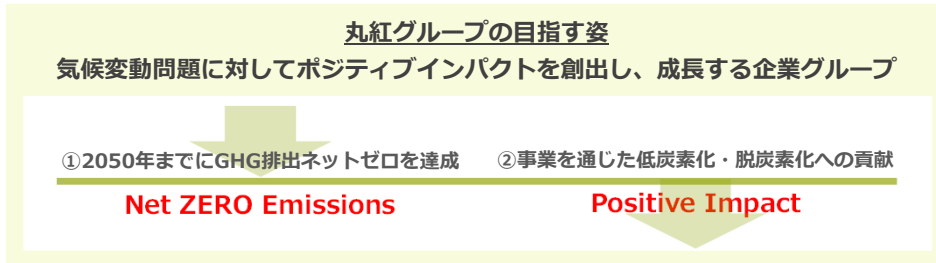 丸紅グループの目指す姿
気候変動問題に対してポジティブインパクトを創出し、成長する企業グループ
①2050年までにGHG排出ネットゼロを達成
②事業を通じた低炭素化・脱炭素化への貢献
Net ZERO Emissions
Positive Impact